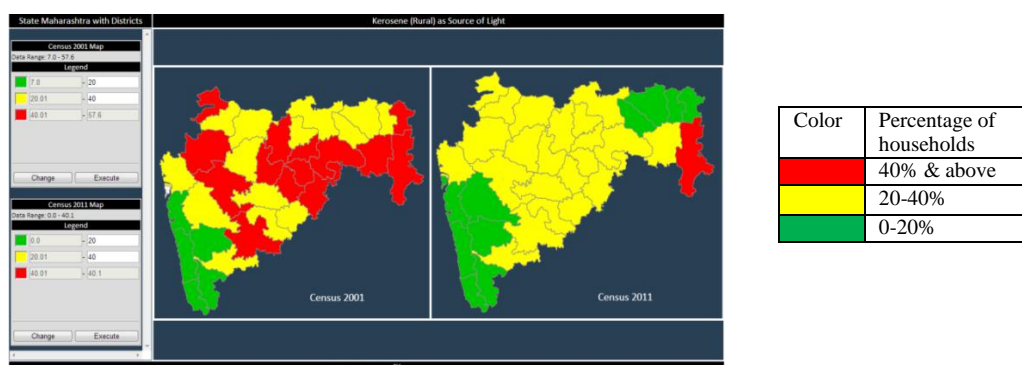 State Maharashtra with Districts
Kerosene (Rural) as Source of Light
Census 2001 Map
Data Range: 7.0 - 57.6
Legend
7.0 - 20
20.01 - 40
40.01 - 57.6
Change Execute
Census 2011 Map
Data Range: 0.0 - 40.1
Legend
0.0 - 20
20.01 - 40
40.01 - 40.1
Change Execute
Census 2001
Census 2011
Color Percentage of
households
40% & above
20-40%
0-20%